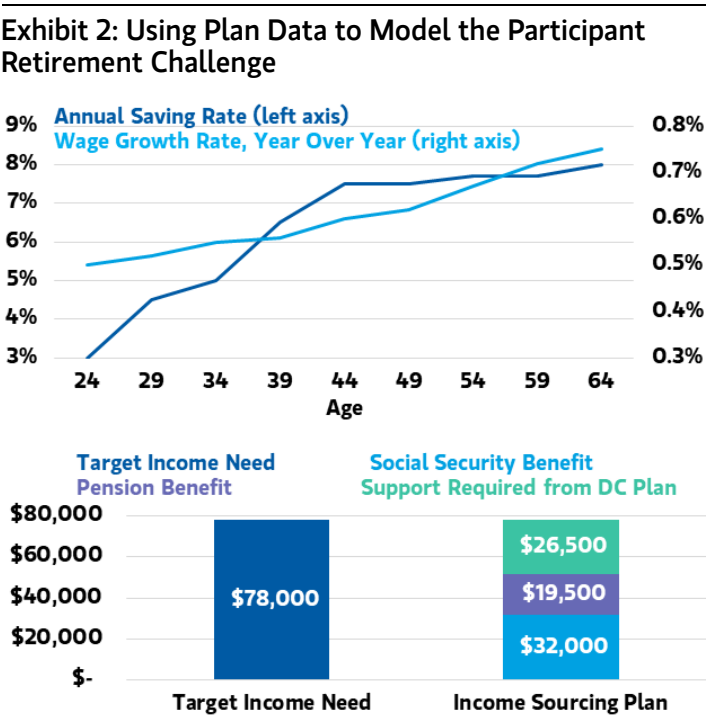 Exhibit 2: Using Plan Data to Model the Participant
Retirement Challenge
Annual Saving Rate (left axis)
Wage Growth Rate, Year Over Year (right axis)
9%
8%
7%
6%
5%
4%
3%
0.8%
0.7%
0.6%
0.5%
0.4%
0.3%
24 29 34 39 44 49 54 59 64
Age
Target Income Need
Social Security Benefit
Pension Benefit
Support Required from DC Plan
$80,000
$60,000
$40,000
$20,000
$-
$78,000
$26,500
$19,500
$32,000
Target Income Need
Income Sourcing Plan